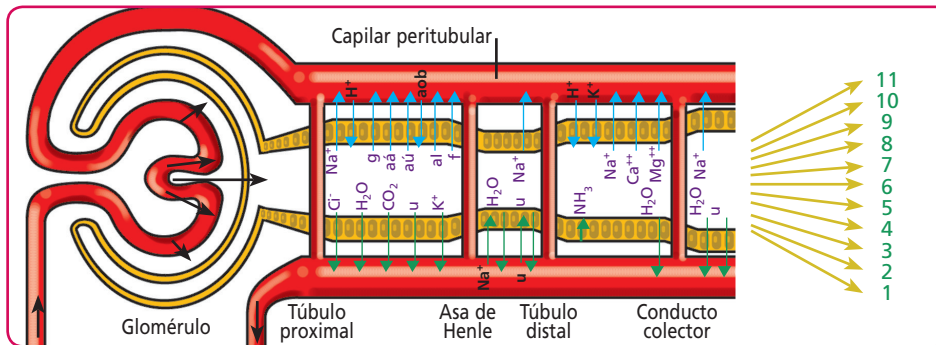 Capilar peritubular
H⁺
aob
H⁺
K⁺
Na⁺
g
aá
aú
al
f
Na⁺
Na⁺
Ca⁺⁺
Mg⁺⁺
Na⁺
Ci⁻
H₂O
CO₂
u
K⁺
H₂O
u
NH₃
H₂O
H₂O
u
Na⁺
u
11
10
9
8
7
6
5
4
3
2
1
Glomérulo
Túbulo
proximal
Asa de
Henle
Túbulo
distal
Conducto
colector